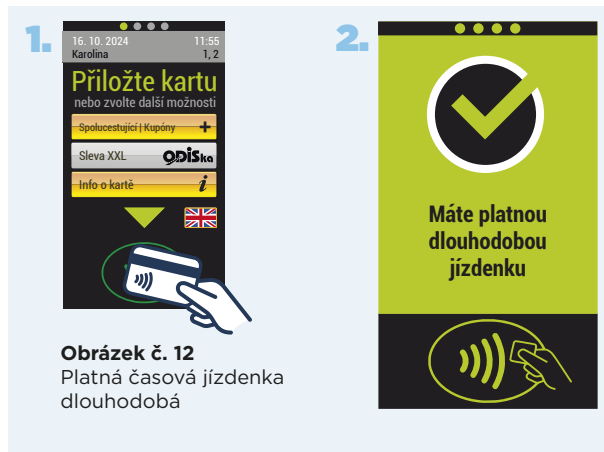 1.
16. 10. 2024 11:55
Karolina 1, 2
Přiložte kartu
nebo zvolte další možnosti
Spolucestující | Kupóny +
Sleva XXL ODISka
Info o kartě i
Obrázek č. 12
Platná časová jízdenka
dlouhodobá
2.
Máte platnou
dlouhodobou
jízdenku